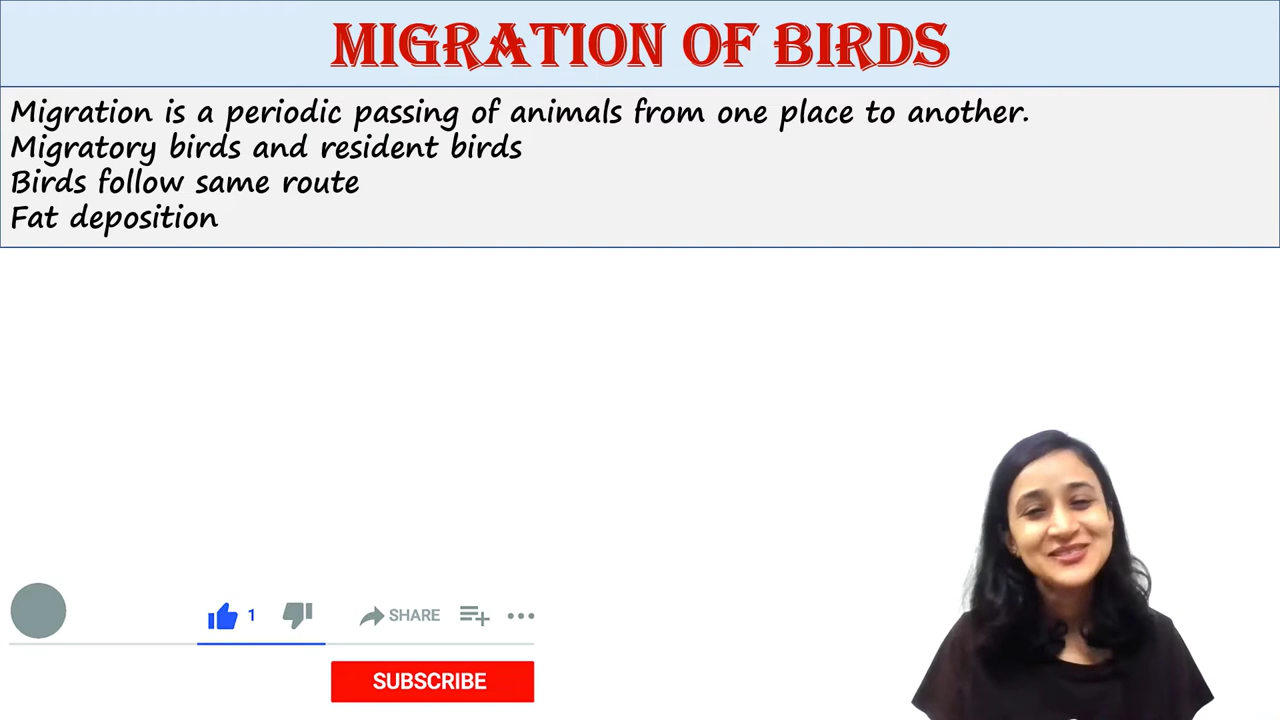 MIGRATION OF BIRDS
Migration is a periodic passing of animals from one place to another.
Migratory birds and resident birds
Birds follow same route
Fat deposition
1 SHARE
SUBSCRIBE